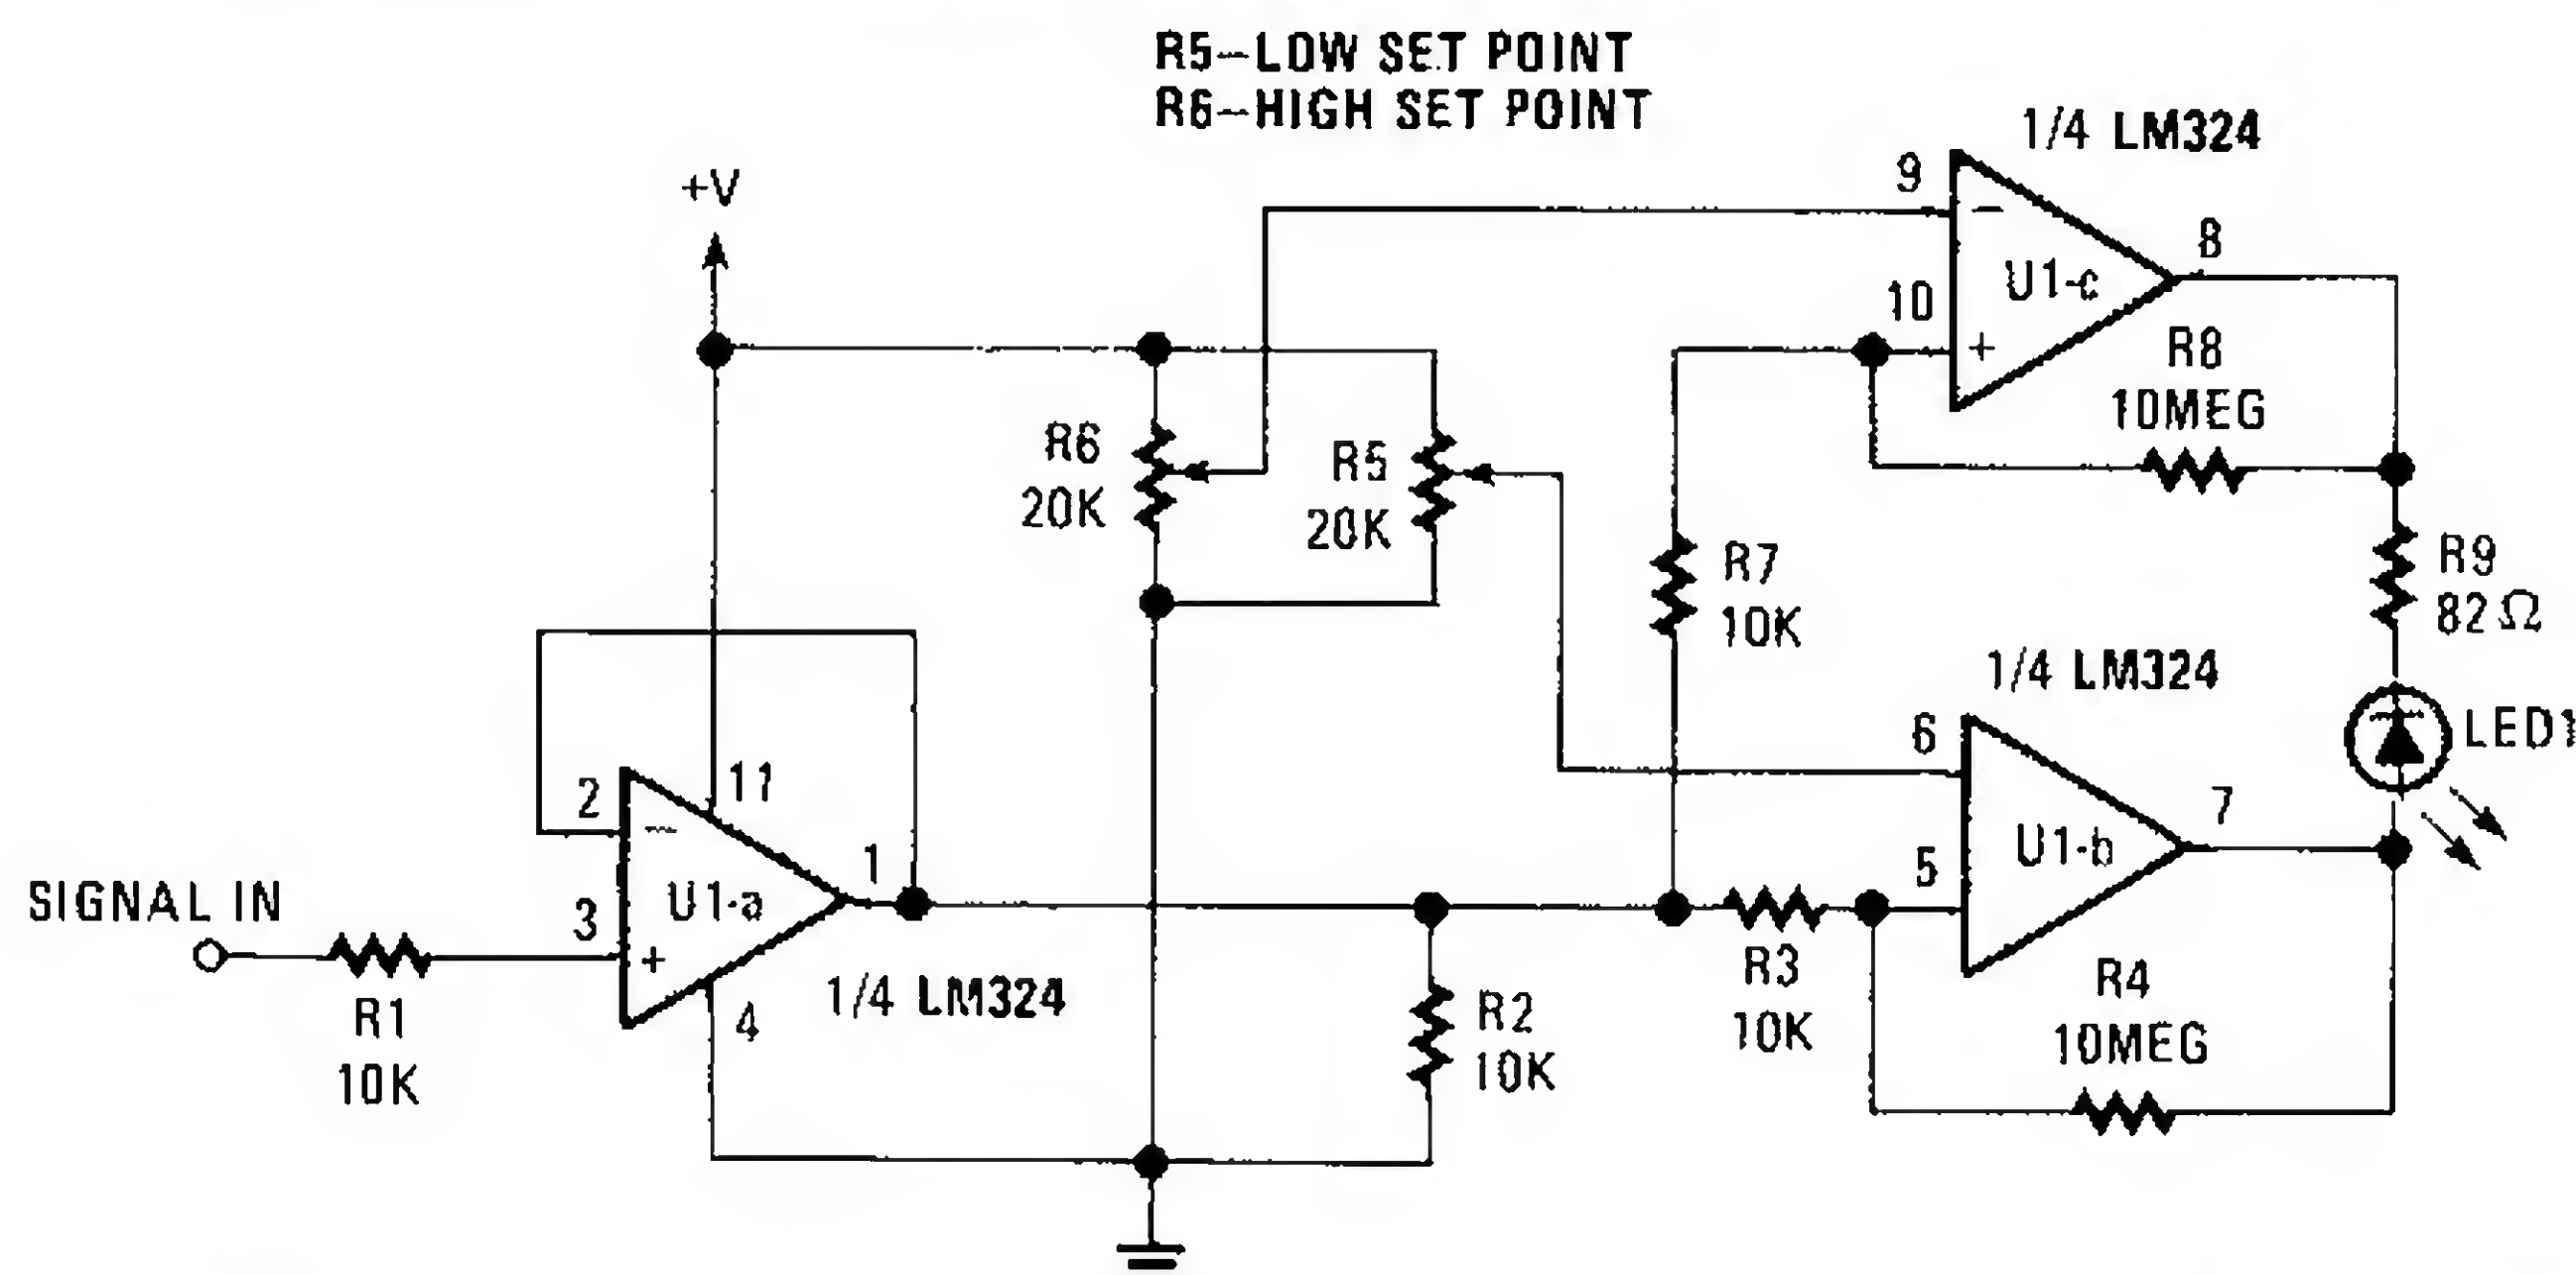 R5–LOW SET POINT
R6–HIGH SET POINT
1/4 LM324
+V
9
−
8
U1-c
10
+
R8
10MEG
R6
20K
R5
20K
R7
10K
R9
82Ω
1/4 LM324
LED1
6
7
U1-b
5
11
2
−
1
U1-a
3
+
4
1/4 LM324
SIGNAL IN
R1
10K
R3
10K
R2
10K
R4
10MEG